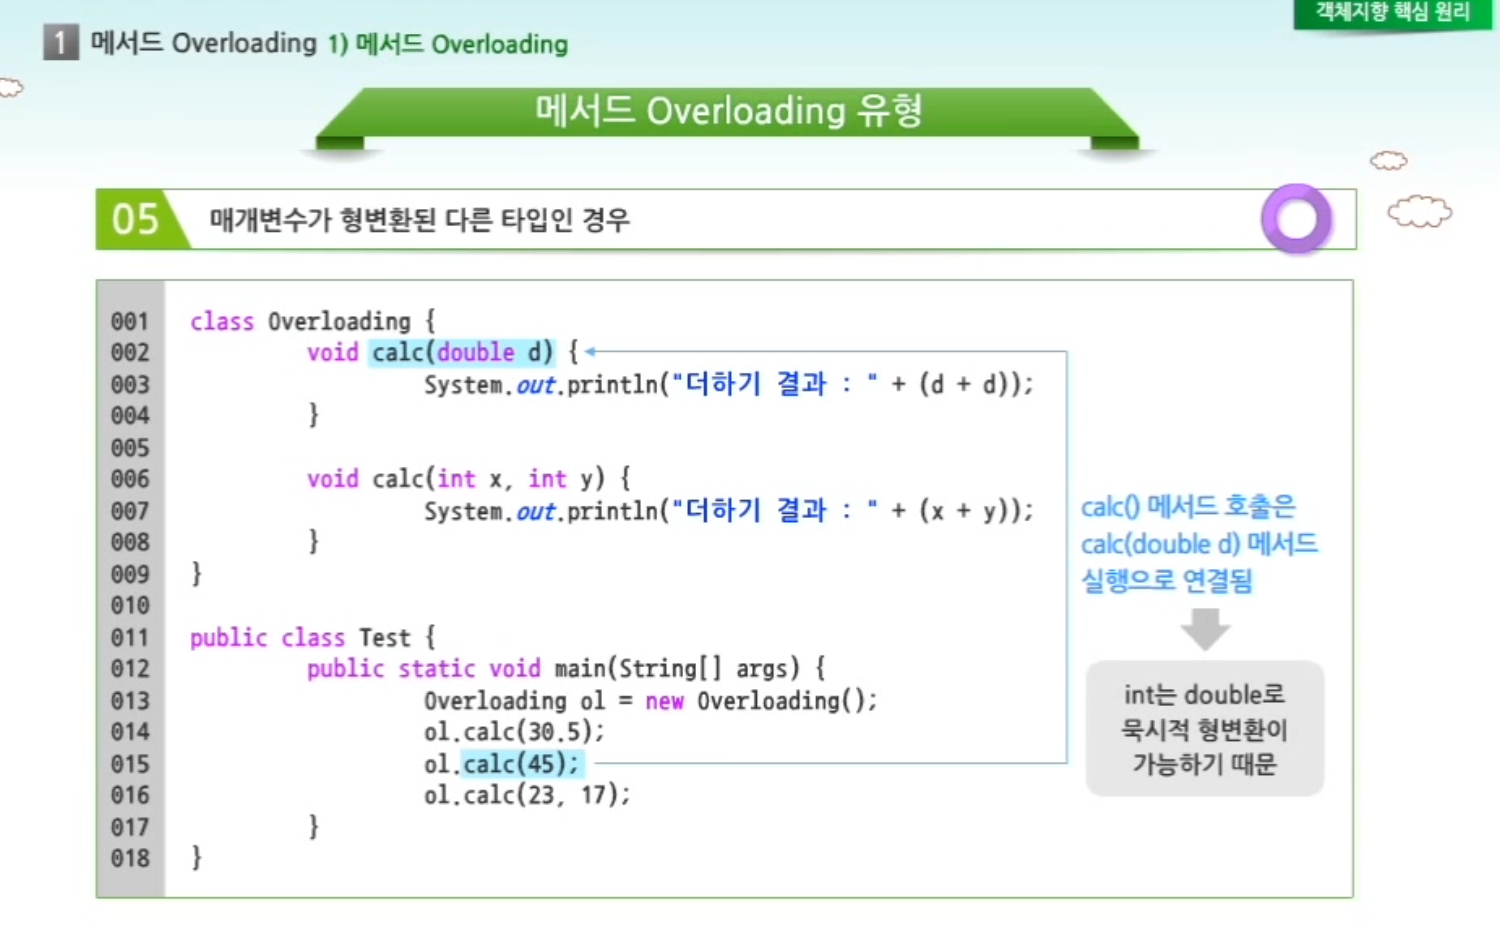 객체지향 핵심 원리
1 메서드 Overloading 1) 메서드 Overloading
메서드 Overloading 유형
05 매개변수가 형변환된 다른 타입인 경우
001 class Overloading {
002 void calc(double d) {
003 System.out.println("더하기 결과 : " + (d + d));
004 }
005
006 void calc(int x, int y) {
007 System.out.println("더하기 결과 : " + (x + y));
008 }
009 }
010
011 public class Test {
012 public static void main(String[] args) {
013 Overloading ol = new Overloading();
014 ol.calc(30.5);
015 ol.calc(45);
016 ol.calc(23, 17);
017 }
018 }
calc() 메서드 호출은
calc(double d) 메서드
실행으로 연결됨
int는 double로
묵시적 형변환이
가능하기 때문